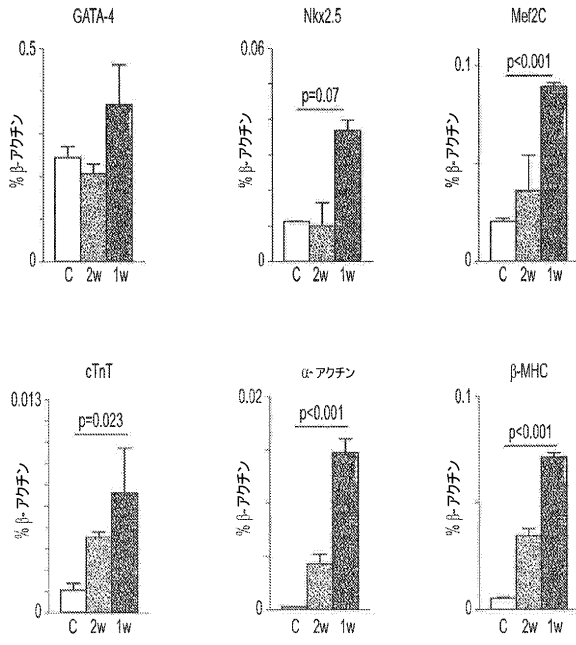 GATA-4
0.5
% β-アクチン
0
C 2w 1w
Nkx2.5
0.06
p=0.07
% β-アクチン
0
C 2w 1w
Mef2C
0.1
p<0.001
% β-アクチン
0
C 2w 1w
cTnT
0.013
p=0.023
% β-アクチン
0
C 2w 1w
α-アクチン
0.02
p<0.001
% β-アクチン
0
C 2w 1w
β-MHC
0.1
p<0.001
% β-アクチン
0
C 2w 1w